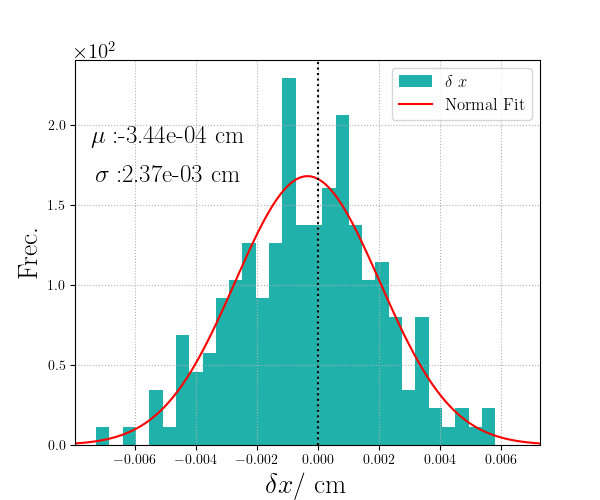 ×10²
δ x
Normal Fit
μ :-3.44e-04 cm
σ :2.37e-03 cm
Frec.
2.0
1.5
1.0
0.5
0.0
−0.006 −0.004 −0.002 0.000 0.002 0.004 0.006
δx/ cm